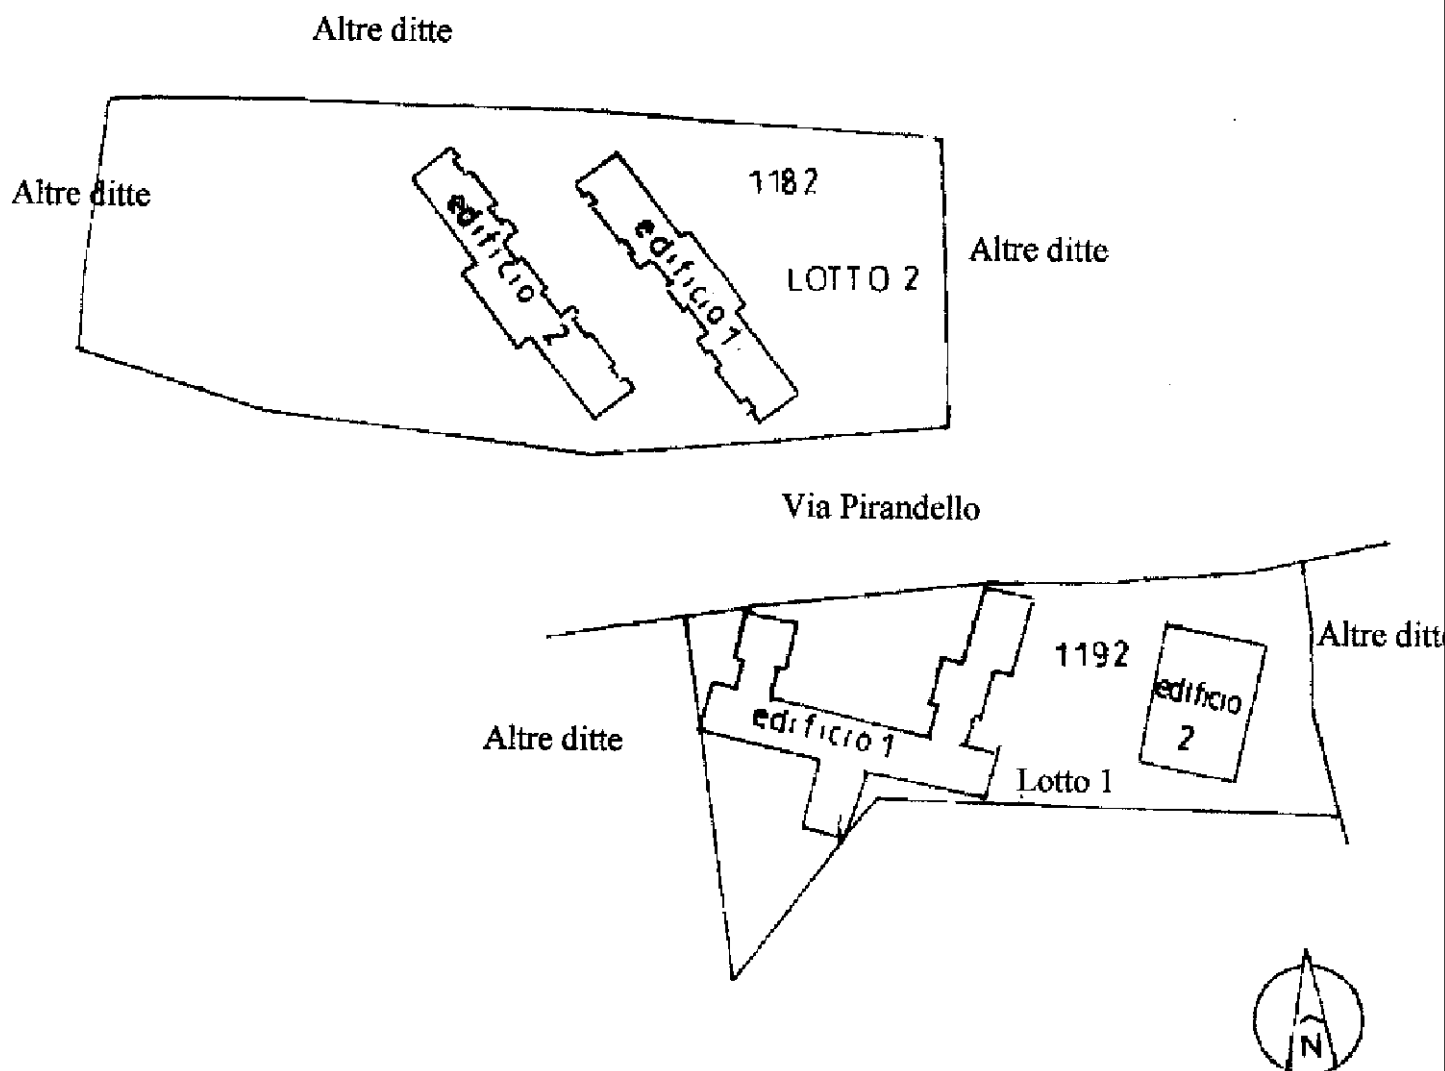 Altre ditte
Altre ditte
1182
Altre ditte
LOTTO 2
edificio 2
edificio 1
Via Pirandello
Altre ditte
1192
Altre ditte
edificio
2
edificio 1
Lotto 1
N